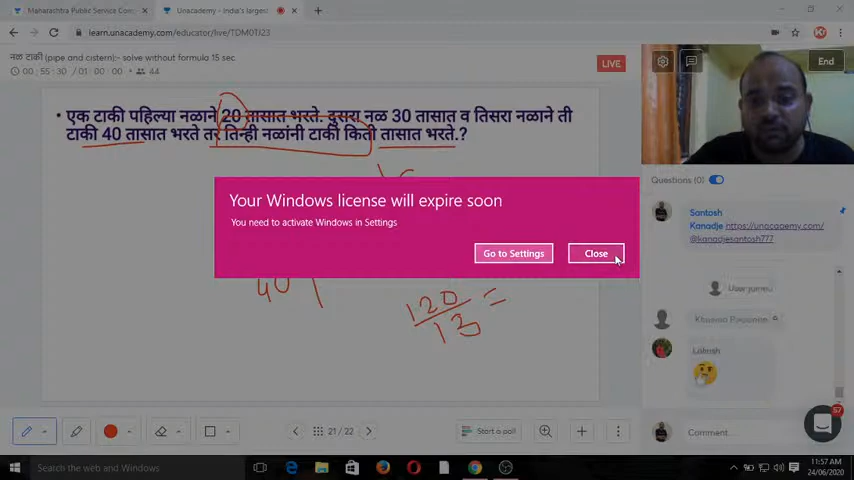 Maharashtra Public Service Com
Unacademy - India's largest
learn.unacademy.com/educator/live/TDM01J23
नळ टाकी (pipe and cistern):- solve without formula 15 sec.
00 : 55 : 30 / 01 : 00 : 00 • 44
LIVE
End
• एक टाकी पहिल्या नळाने 20 तासात भरते. दुसरा नळ 30 तासात व तिसरा नळाने ती
टाकी 40 तासात भरते तर तिन्ही नळांनी टाकी किती तासात भरते.?
Your Windows license will expire soon
You need to activate Windows in Settings
Go to Settings
Close
40
120
13
=
Questions (0)
Santosh
Kanadje https://unacademy.com/
@kanadjesantosh777
User joined
Lokesh
21 / 22
Start a poll
57
Comment...
Search the web and Windows
11:57 AM
24/06/2020